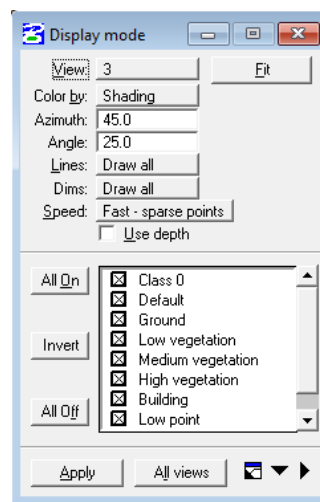 Display mode
View: 3 Fit
Color by: Shading
Azimuth: 45.0
Angle: 25.0
Lines: Draw all
Dims: Draw all
Speed: Fast - sparse points
Use depth
All On
Invert
All Off
Class 0
Default
Ground
Low vegetation
Medium vegetation
High vegetation
Building
Low point
Apply All views